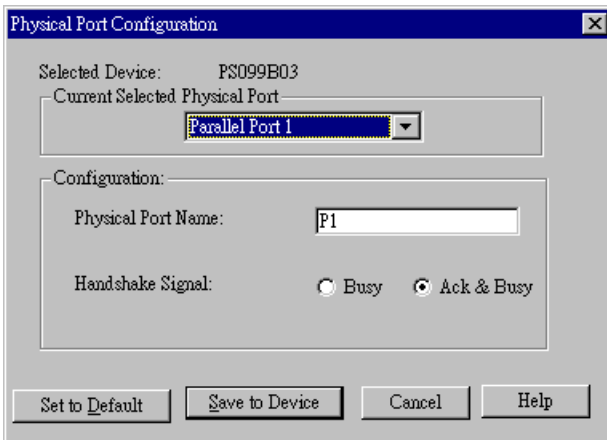 Physical Port Configuration
Selected Device: PS099B03
Current Selected Physical Port
Parallel Port 1
Configuration:
Physical Port Name: P1
Handshake Signal: Busy Ack & Busy
Set to Default Save to Device Cancel Help